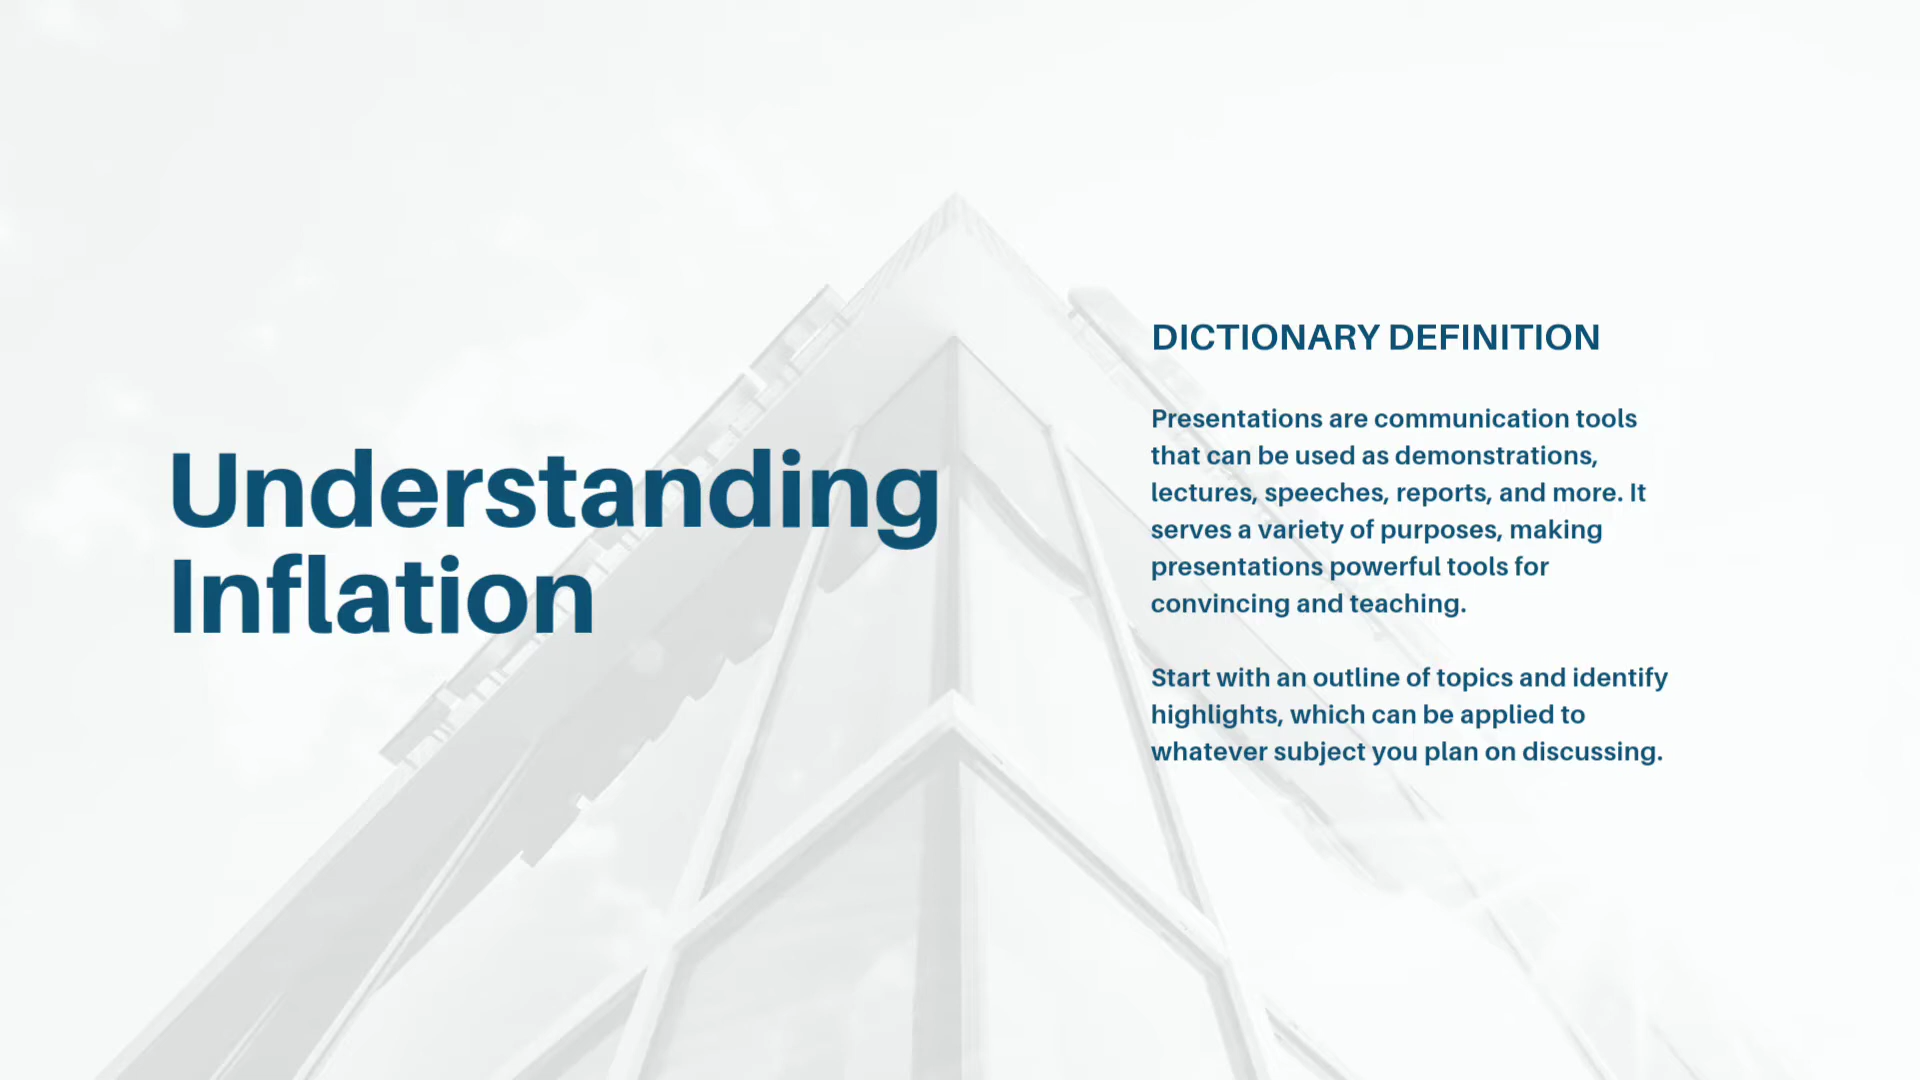 Understanding
Inflation
DICTIONARY DEFINITION
Presentations are communication tools
that can be used as demonstrations,
lectures, speeches, reports, and more. It
serves a variety of purposes, making
presentations powerful tools for
convincing and teaching.
Start with an outline of topics and identify
highlights, which can be applied to
whatever subject you plan on discussing.